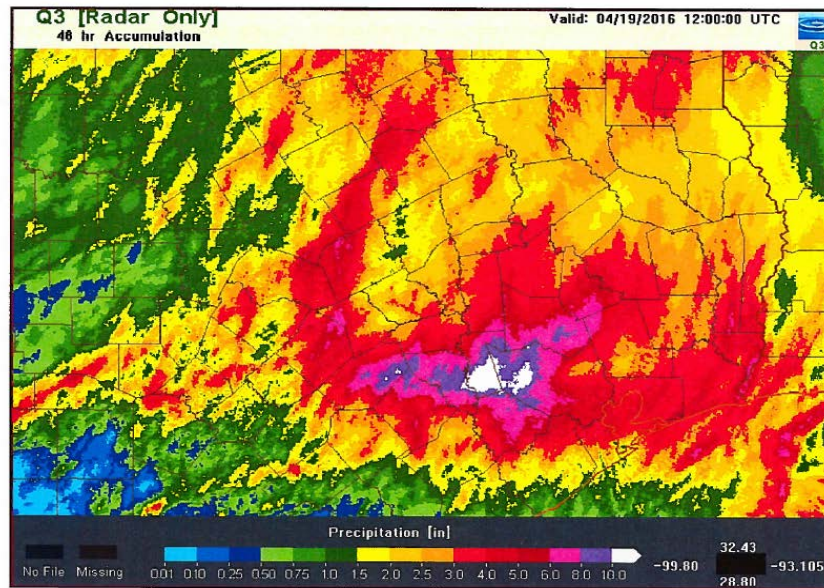 Q3 [Radar Only]
48 hr Accumulation
Valid: 04/19/2016 12:00:00 UTC
Q3
Precipitation [in]
No File
Missing
0.01 0.10 0.25 0.50 0.75 1.0 1.5 2.0 2.5 3.0 4.0 5.0 6.0 8.0 10.0
32.43
-99.80 -93.105
28.80